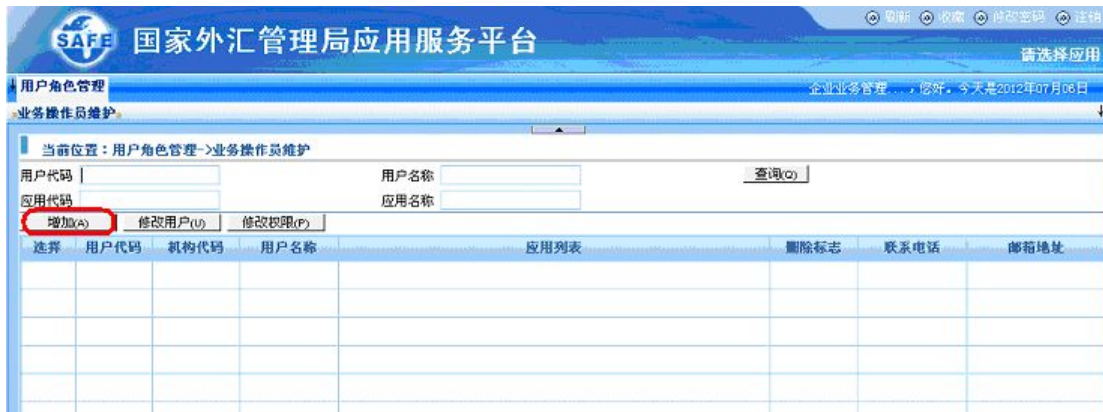 刷新 收藏 修改密码 注销
SAFE 国家外汇管理局应用服务平台
请选择应用
用户角色管理 企业业务管理...，您好。今天是2012年07月06日
业务操作员维护
当前位置：用户角色管理->业务操作员维护
用户代码 用户名称 查询(Q)
应用代码 应用名称
增加(A) 修改用户(U) 修改权限(P)
选择 用户代码 机构代码 用户名称 应用列表 删除标志 联系电话 邮箱地址